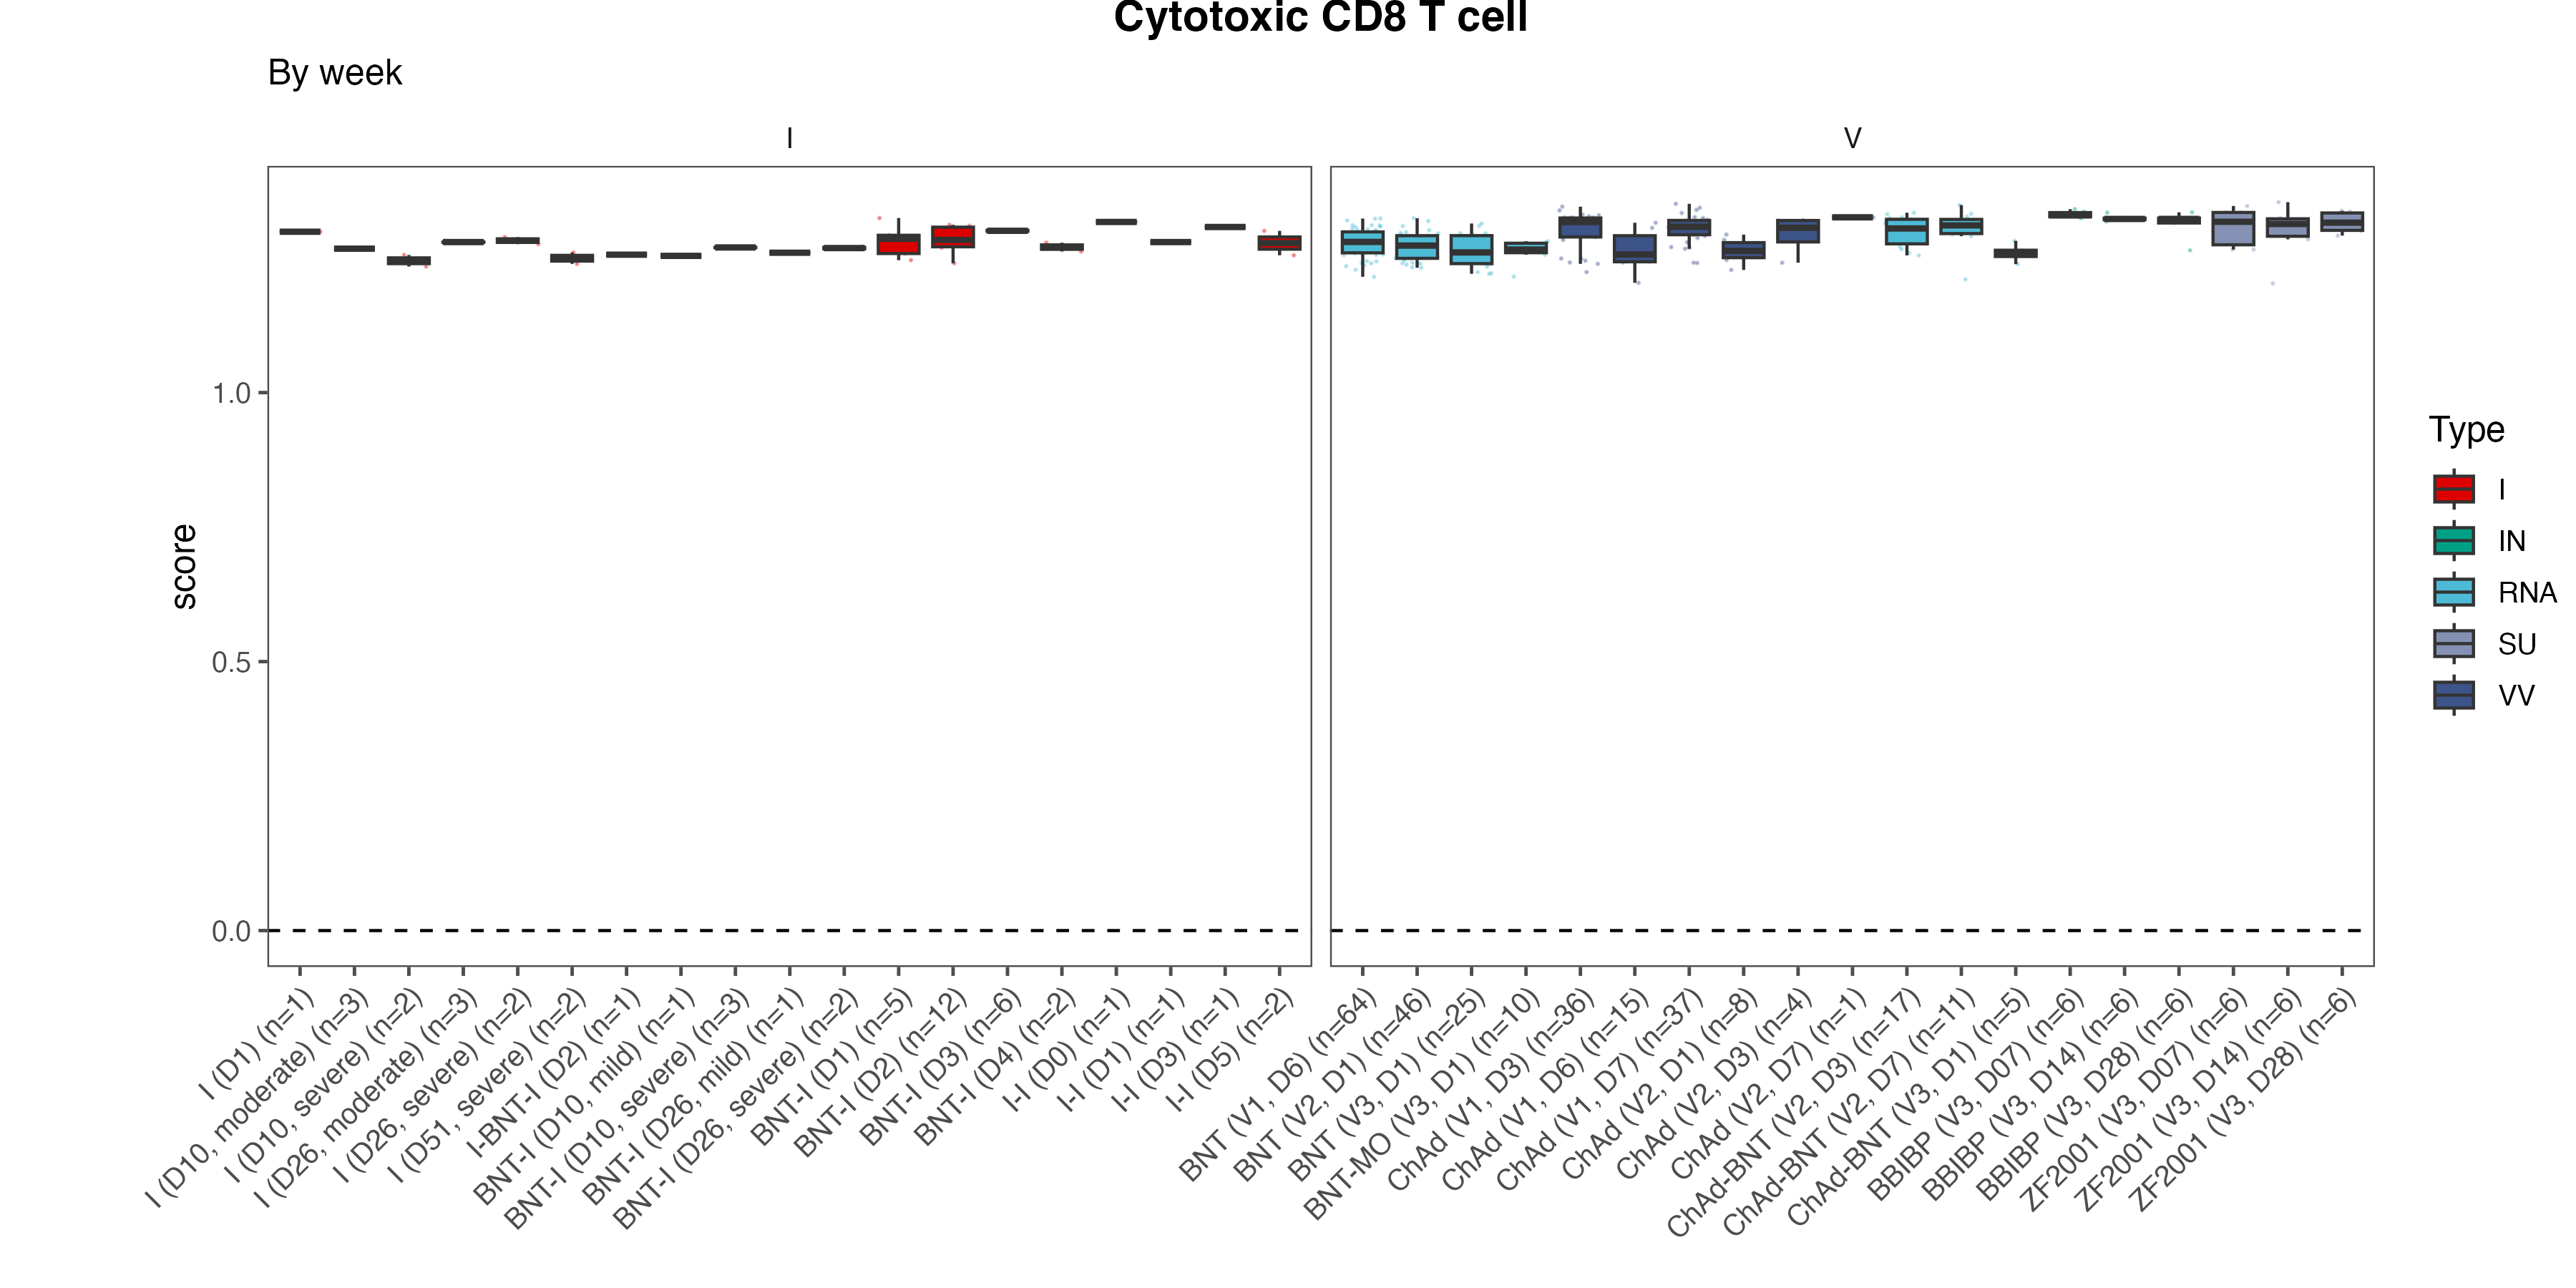 Cytotoxic CD8 T cell
By week
I
V
score
1.0
0.5
0.0
I (D1) (n=1)
I (D10, moderate) (n=3)
I (D10, severe) (n=2)
I (D26, moderate) (n=3)
I (D26, severe) (n=2)
I (D51, severe) (n=2)
I-BNT-I (D2) (n=1)
BNT-I (D10, mild) (n=1)
BNT-I (D10, severe) (n=3)
BNT-I (D26, mild) (n=1)
BNT-I (D26, severe) (n=2)
BNT-I (D1) (n=5)
BNT-I (D2) (n=12)
BNT-I (D3) (n=6)
BNT-I (D4) (n=2)
I-I (D0) (n=1)
I-I (D1) (n=1)
I-I (D3) (n=1)
I-I (D5) (n=2)
BNT (V1, D6) (n=64)
BNT (V2, D1) (n=46)
BNT (V3, D1) (n=25)
BNT-MO (V3, D1) (n=10)
ChAd (V1, D3) (n=36)
ChAd (V1, D6) (n=15)
ChAd (V1, D7) (n=37)
ChAd (V2, D1) (n=8)
ChAd (V2, D3) (n=4)
ChAd (V2, D7) (n=1)
ChAd-BNT (V2, D3) (n=17)
ChAd-BNT (V2, D7) (n=11)
ChAd-BNT (V3, D1) (n=5)
BBIBP (V3, D07) (n=6)
BBIBP (V3, D14) (n=6)
BBIBP (V3, D28) (n=6)
ZF2001 (V3, D07) (n=6)
ZF2001 (V3, D14) (n=6)
ZF2001 (V3, D28) (n=6)
Type
I
IN
RNA
SU
VV